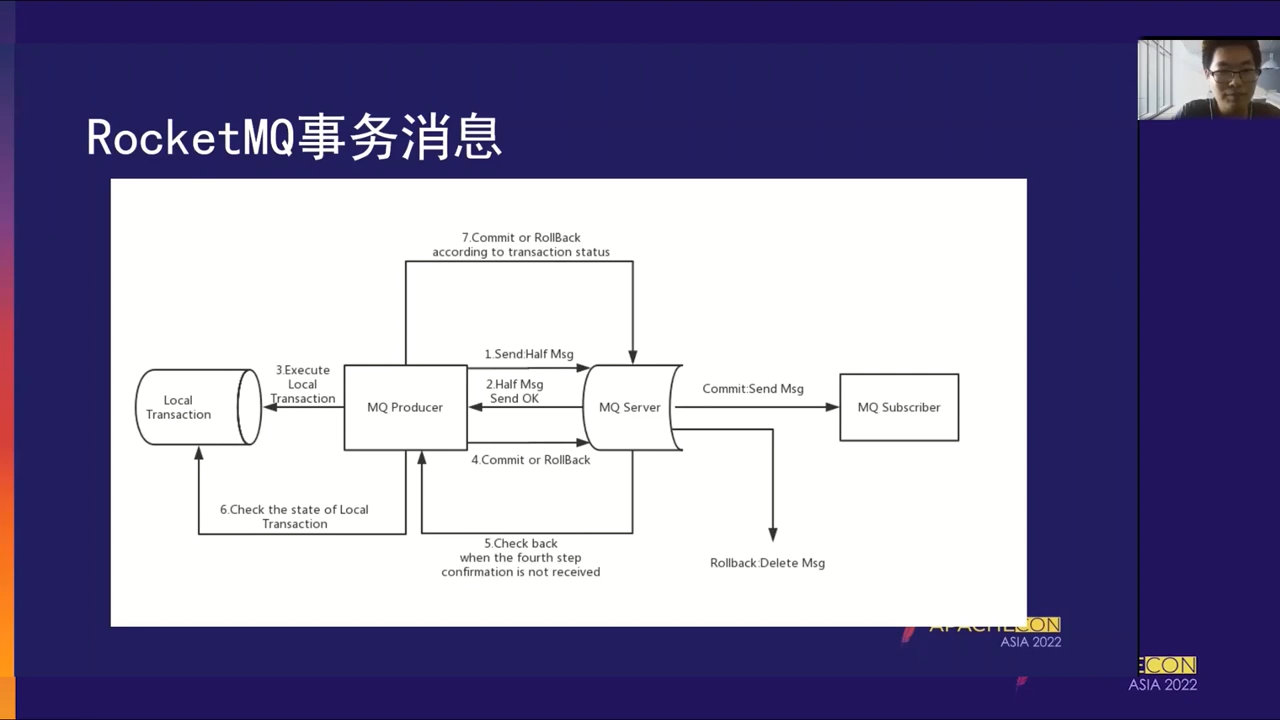 RocketMQ事务消息
7.Commit or RollBack
according to transaction status
1.Send:Half Msg
3.Execute
Local
Transaction
2.Half Msg
Send OK
Commit:Send Msg
Local
Transaction
MQ Producer
MQ Server
MQ Subscriber
4.Commit or RollBack
6.Check the state of Local
Transaction
5.Check back
when the fourth step
confirmation is not received
Rollback:Delete Msg
APACHECON
ASIA 2022
ECON
ASIA 2022